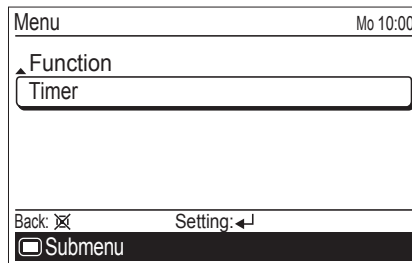 Menu Mo 10:00
Function
Timer
Back: Setting:
Submenu